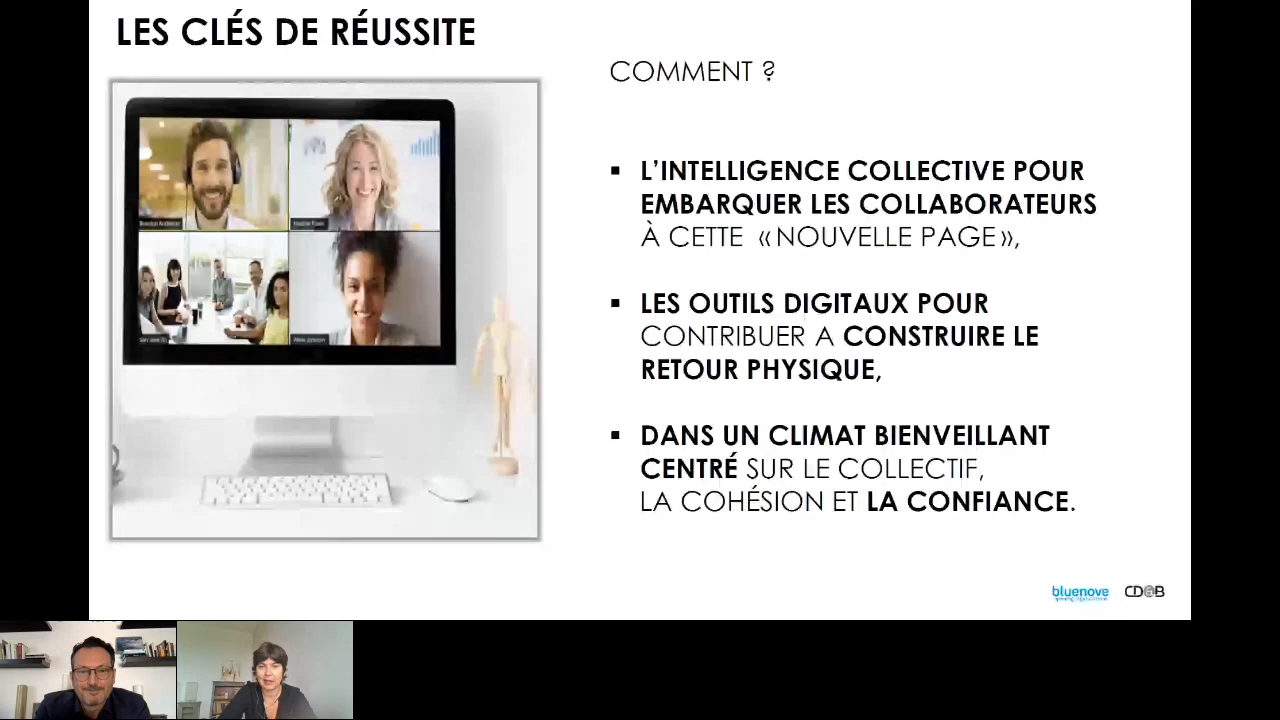 LES CLÉS DE RÉUSSITE
COMMENT ?
▪ L'INTELLIGENCE COLLECTIVE POUR
EMBARQUER LES COLLABORATEURS
À CETTE « NOUVELLE PAGE »,
▪ LES OUTILS DIGITAUX POUR
CONTRIBUER A CONSTRUIRE LE
RETOUR PHYSIQUE,
▪ DANS UN CLIMAT BIENVEILLANT
CENTRÉ SUR LE COLLECTIF,
LA COHÉSION ET LA CONFIANCE.
bluenove CD@B